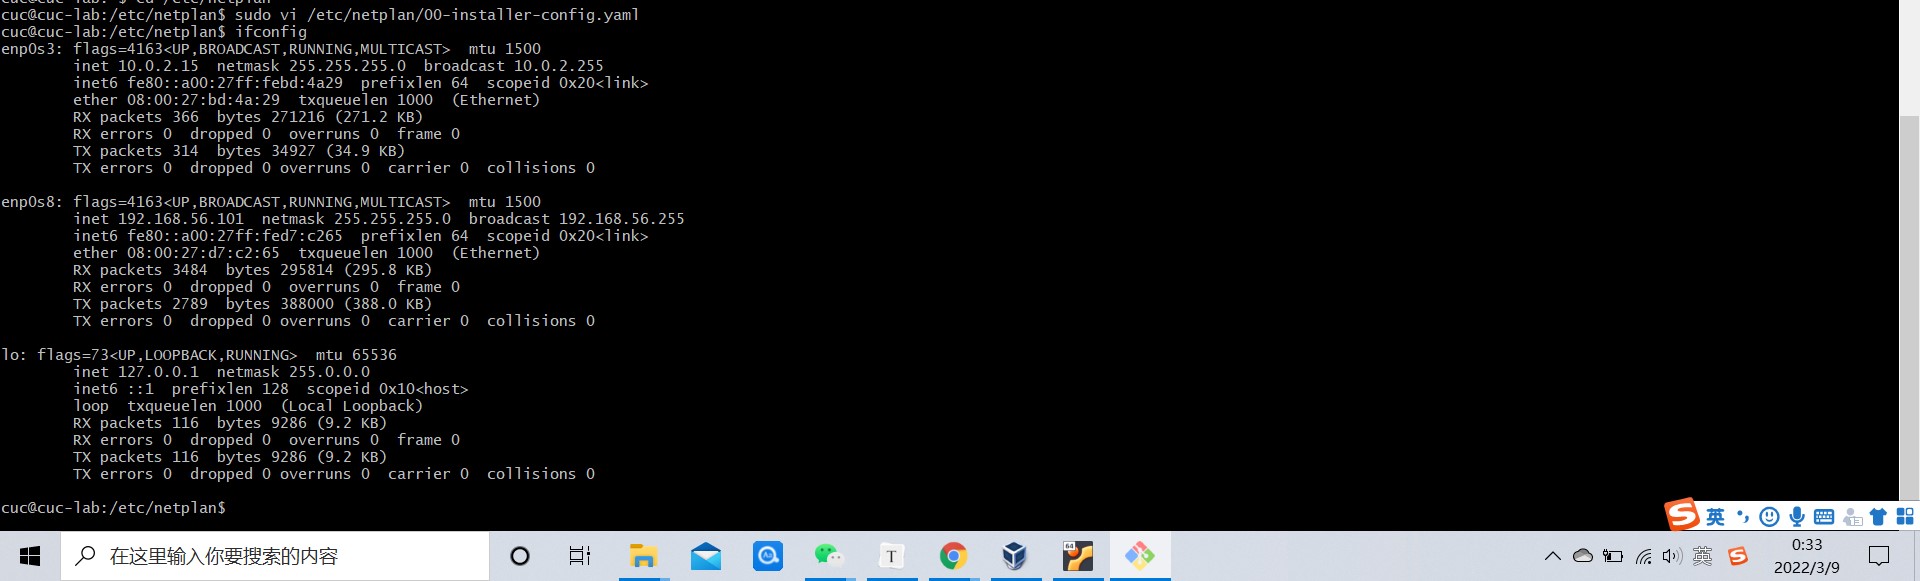 cuc@cuc-lab:~$ cd /etc/netplan
cuc@cuc-lab:/etc/netplan$ sudo vi /etc/netplan/00-installer-config.yaml
cuc@cuc-lab:/etc/netplan$ ifconfig
enp0s3: flags=4163<UP,BROADCAST,RUNNING,MULTICAST>  mtu 1500
        inet 10.0.2.15  netmask 255.255.255.0  broadcast 10.0.2.255
        inet6 fe80::a00:27ff:febd:4a29  prefixlen 64  scopeid 0x20<link>
        ether 08:00:27:bd:4a:29  txqueuelen 1000  (Ethernet)
        RX packets 366  bytes 271216 (271.2 KB)
        RX errors 0  dropped 0  overruns 0  frame 0
        TX packets 314  bytes 34927 (34.9 KB)
        TX errors 0  dropped 0 overruns 0  carrier 0  collisions 0
enp0s8: flags=4163<UP,BROADCAST,RUNNING,MULTICAST>  mtu 1500
        inet 192.168.56.101  netmask 255.255.255.0  broadcast 192.168.56.255
        inet6 fe80::a00:27ff:fed7:c265  prefixlen 64  scopeid 0x20<link>
        ether 08:00:27:d7:c2:65  txqueuelen 1000  (Ethernet)
        RX packets 3484  bytes 295814 (295.8 KB)
        RX errors 0  dropped 0  overruns 0  frame 0
        TX packets 2789  bytes 388000 (388.0 KB)
        TX errors 0  dropped 0 overruns 0  carrier 0  collisions 0
lo: flags=73<UP,LOOPBACK,RUNNING>  mtu 65536
        inet 127.0.0.1  netmask 255.0.0.0
        inet6 ::1  prefixlen 128  scopeid 0x10<host>
        loop  txqueuelen 1000  (Local Loopback)
        RX packets 116  bytes 9286 (9.2 KB)
        RX errors 0  dropped 0  overruns 0  frame 0
        TX packets 116  bytes 9286 (9.2 KB)
        TX errors 0  dropped 0 overruns 0  carrier 0  collisions 0
cuc@cuc-lab:/etc/netplan$
S 英
在这里输入你要搜索的内容
T
64
英 S
0:33
2022/3/9